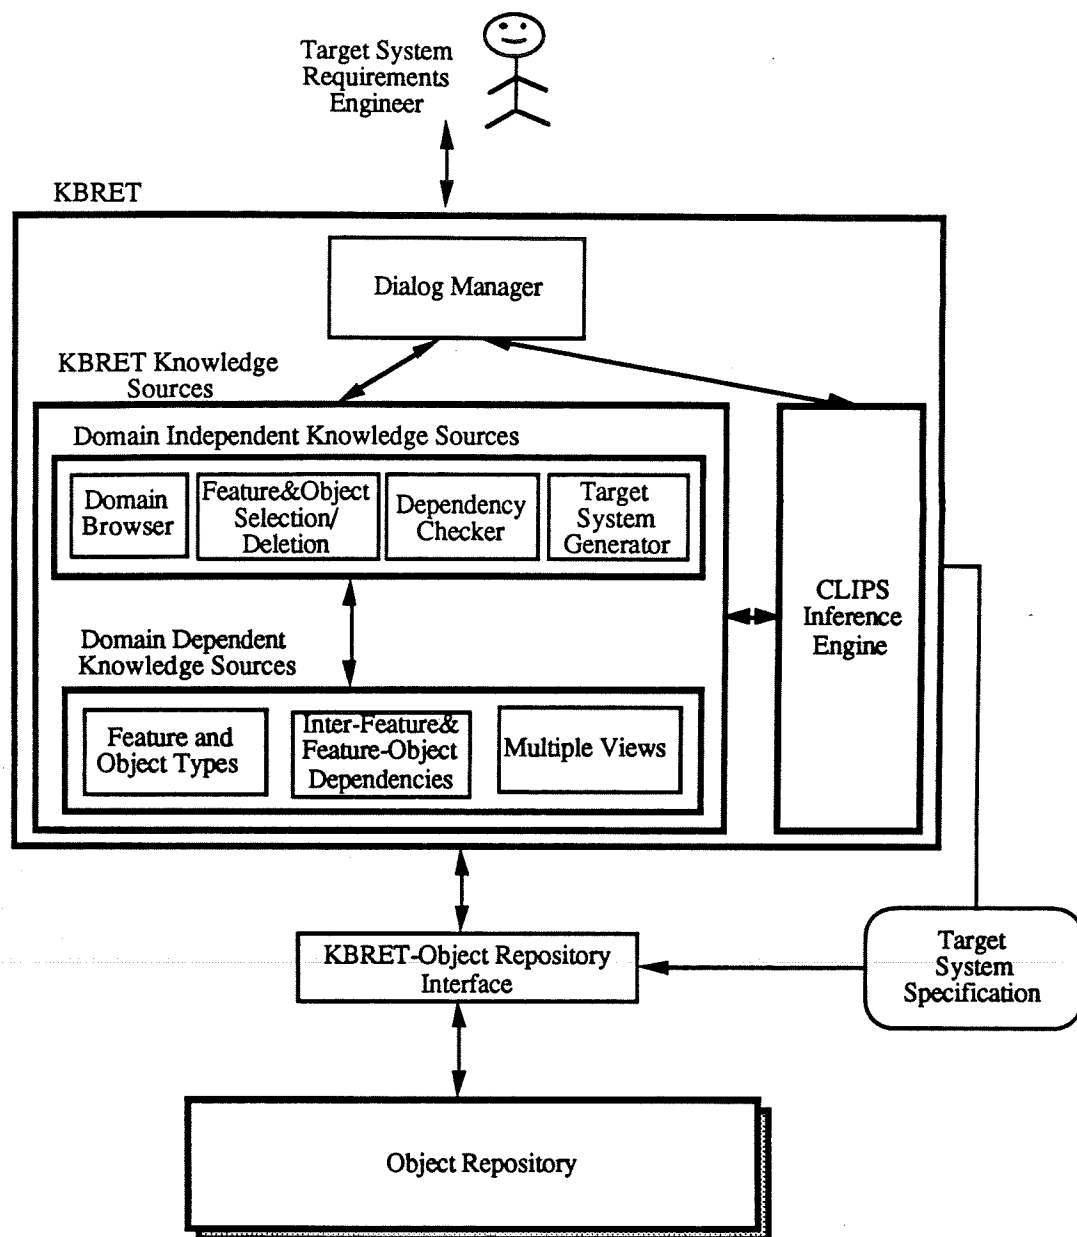 Target System
Requirements
Engineer
KBRET
Dialog Manager
KBRET Knowledge
Sources
Domain Independent Knowledge Sources
Domain
Browser
Feature&Object
Selection/
Deletion
Dependency
Checker
Target
System
Generator
CLIPS
Inference
Engine
Domain Dependent
Knowledge Sources
Feature and
Object Types
Inter-Feature&
Feature-Object
Dependencies
Multiple Views
KBRET-Object Repository
Interface
Target
System
Specification
Object Repository